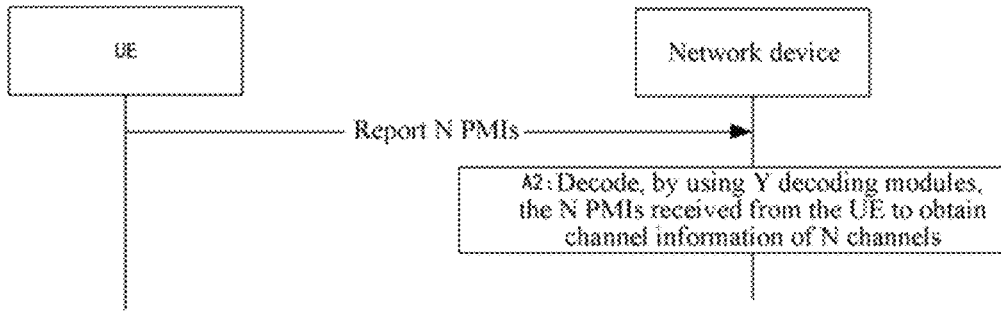 UE
Network device
Report N PMIs
A2: Decode, by using Y decoding modules,
the N PMIs received from the UE to obtain
channel information of N channels